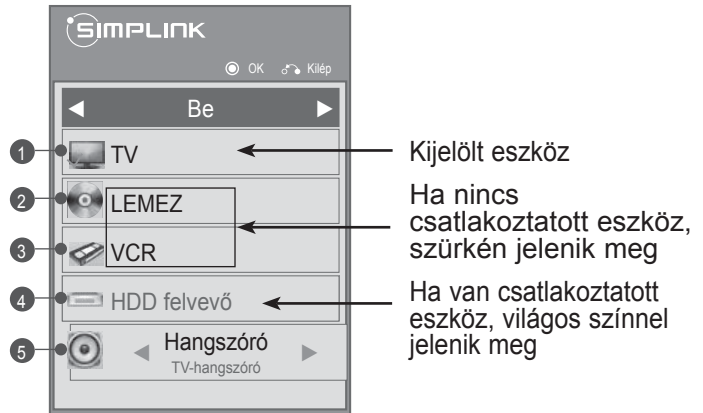 SIMPLINK
OK Kilép
Be
1 TV
2 LEMEZ
3 VCR
4 HDD felvevő
5 Hangszóró
TV-hangszóró
Kijelölt eszköz
Ha nincs
csatlakoztatott eszköz,
szürkén jelenik meg
Ha van csatlakoztatott
eszköz, világos színnel
jelenik meg